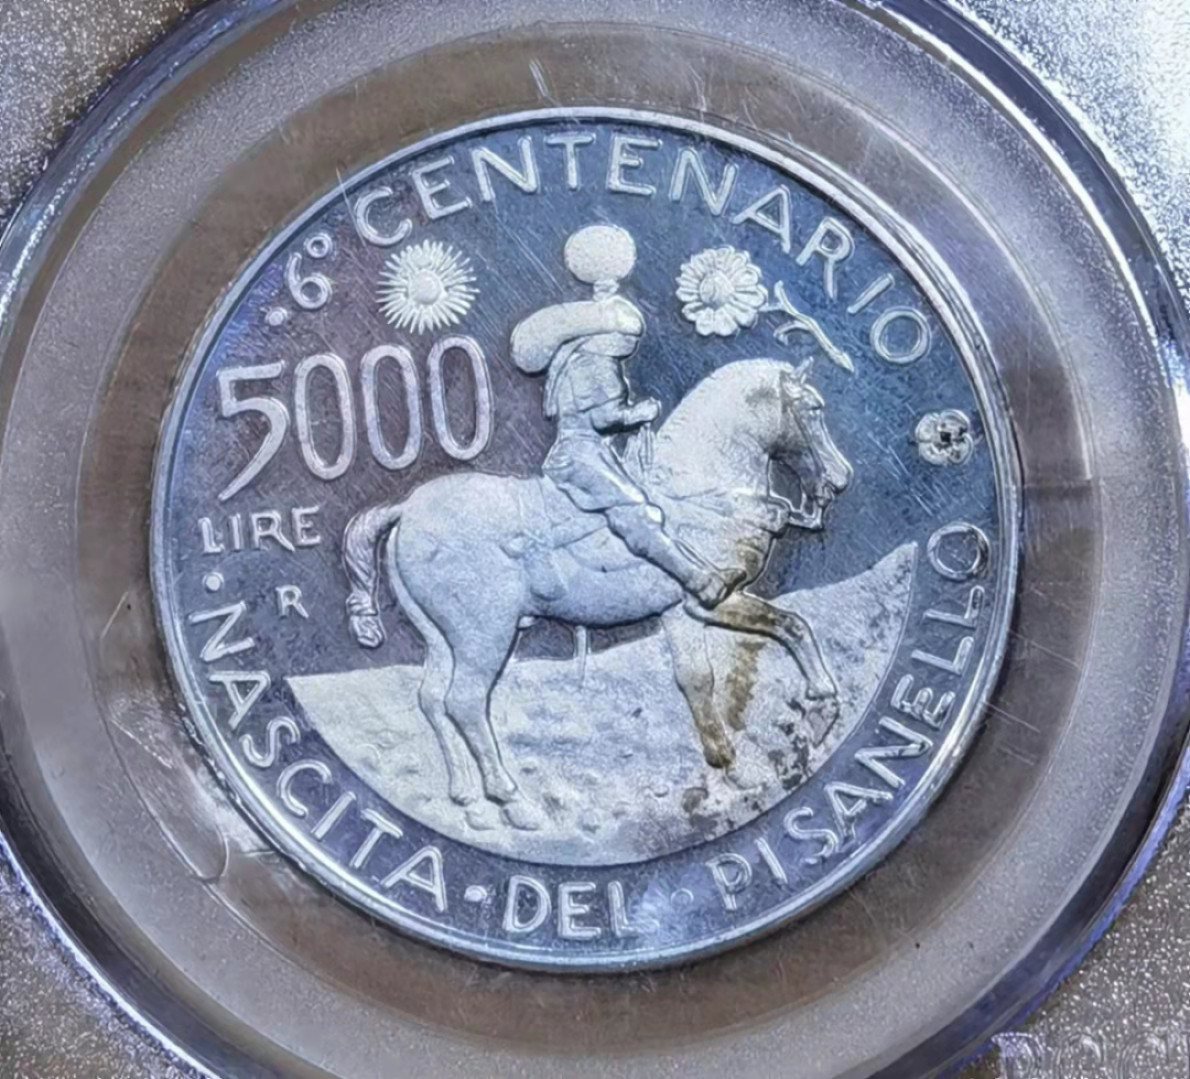 .6° CENTENARIO
5000
LIRE
R
·NASCITA·DEL·PISANELLO